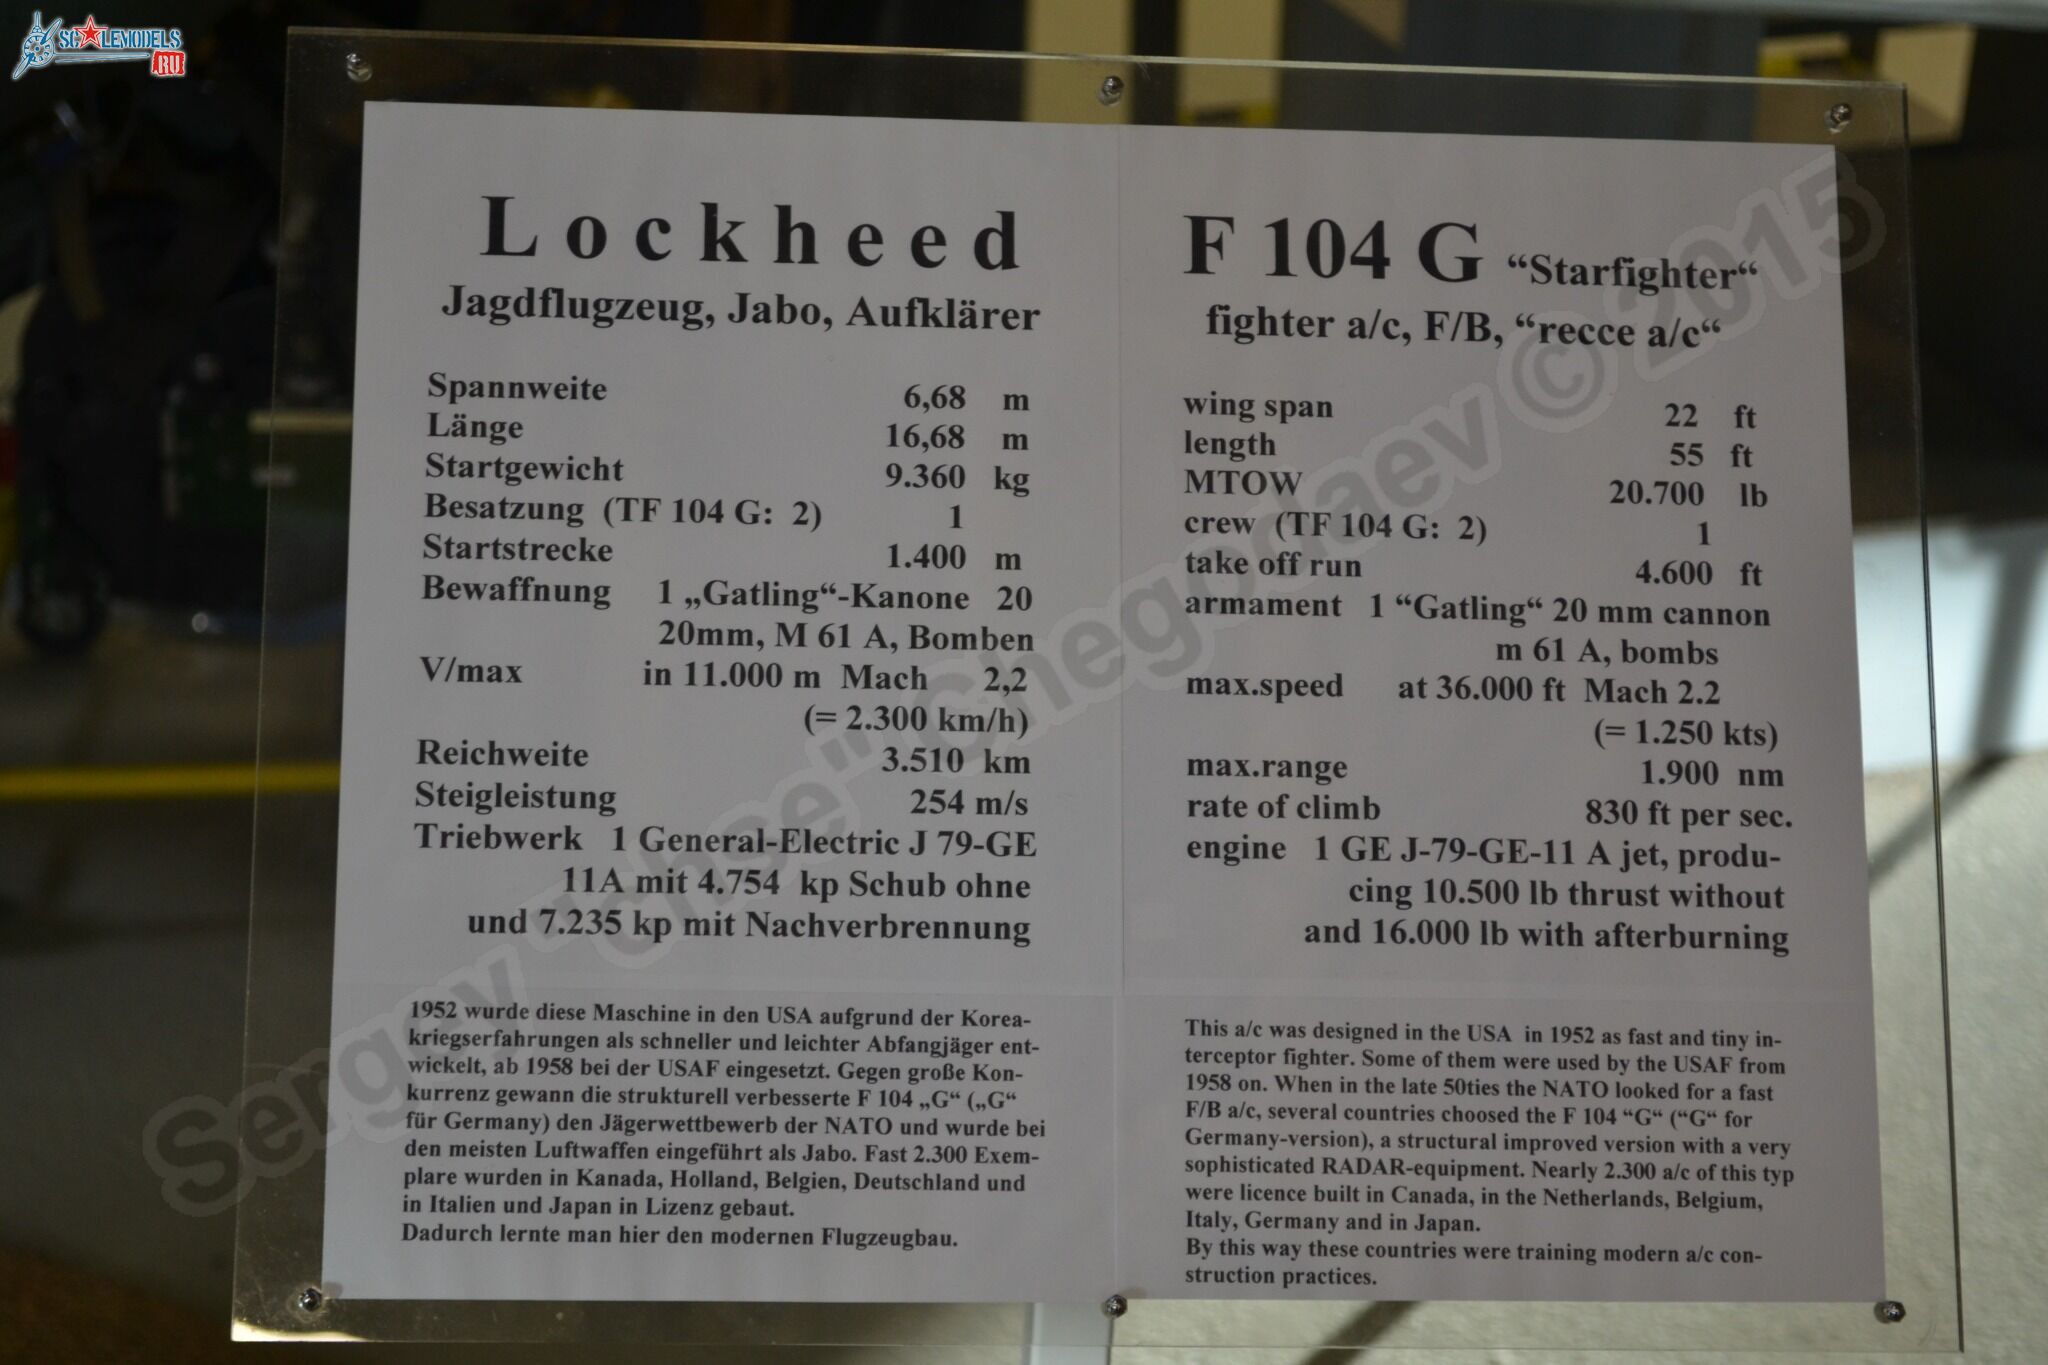 SCALEMODELS
RU
Lockheed
Jagdflugzeug, Jabo, Aufklärer
Spannweite 6,68 m
Länge 16,68 m
Startgewicht 9.360 kg
Besatzung (TF 104 G: 2) 1
Startstrecke 1.400 m
Bewaffnung 1 „Gatling“-Kanone 20
20mm, M 61 A, Bomben
V/max in 11.000 m Mach 2,2
(= 2.300 km/h)
Reichweite 3.510 km
Steigleistung 254 m/s
Triebwerk 1 General-Electric J 79-GE
11A mit 4.754 kp Schub ohne
und 7.235 kp mit Nachverbrennung
1952 wurde diese Maschine in den USA aufgrund der Korea-
kriegserfahrungen als schneller und leichter Abfangjäger ent-
wickelt, ab 1958 bei der USAF eingesetzt. Gegen große Kon-
kurrenz gewann die strukturell verbesserte F 104 „G“ („G“
für Germany) den Jägerwettbewerb der NATO und wurde bei
den meisten Luftwaffen eingeführt als Jabo. Fast 2.300 Exem-
plare wurden in Kanada, Holland, Belgien, Deutschland und
in Italien und Japan in Lizenz gebaut.
Dadurch lernte man hier den modernen Flugzeugbau.
F 104 G “Starfighter“
fighter a/c, F/B, “recce a/c“
wing span 22 ft
length 55 ft
MTOW 20.700 lb
crew (TF 104 G: 2) 1
take off run 4.600 ft
armament 1 “Gatling“ 20 mm cannon
m 61 A, bombs
max.speed at 36.000 ft Mach 2.2
(= 1.250 kts)
max.range 1.900 nm
rate of climb 830 ft per sec.
engine 1 GE J-79-GE-11 A jet, produ-
cing 10.500 lb thrust without
and 16.000 lb with afterburning
This a/c was designed in the USA in 1952 as fast and tiny in-
terceptor fighter. Some of them were used by the USAF from
1958 on. When in the late 50ties the NATO looked for a fast
F/B a/c, several countries choosed the F 104 “G“ (“G“ for
Germany-version), a structural improved version with a very
sophisticated RADAR-equipment. Nearly 2.300 a/c of this typ
were licence built in Canada, in the Netherlands, Belgium,
Italy, Germany and in Japan.
By this way these countries were training modern a/c con-
struction practices.
Sergey "chse" Chegodaev © 2015